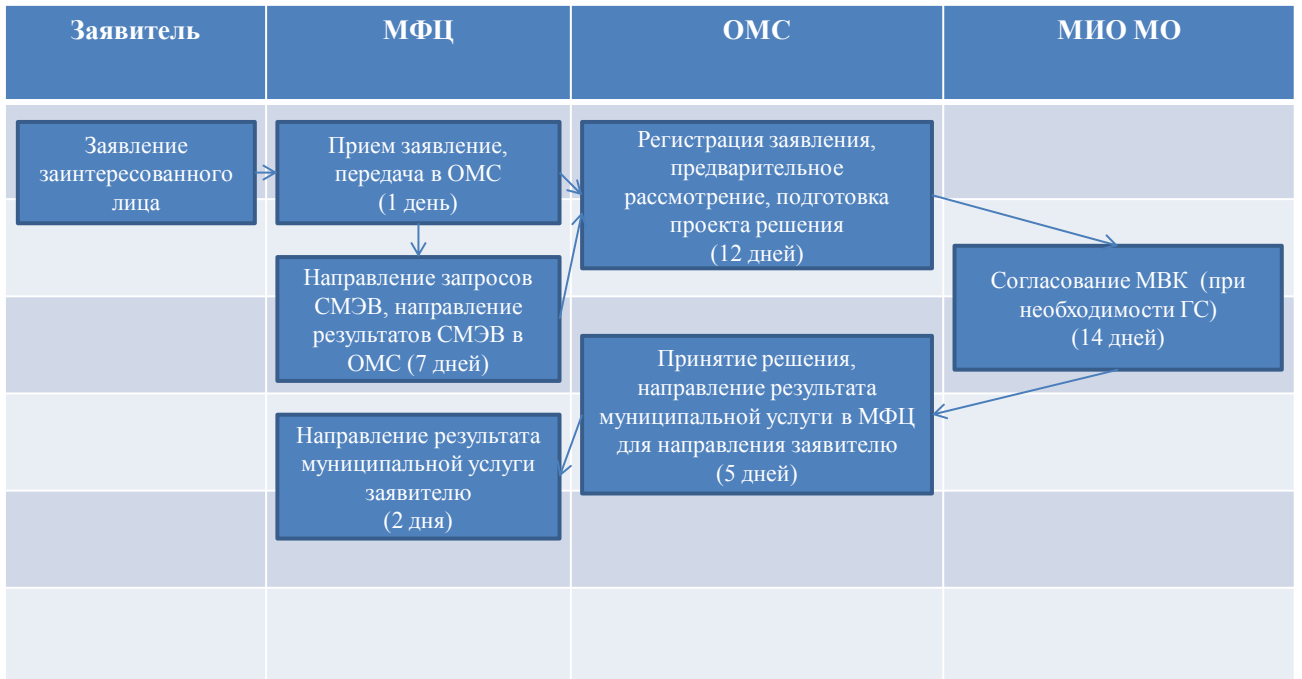 Заявитель
МФЦ
ОМС
МИО МО
Заявление
заинтересованного
лица
Прием заявление,
передача в ОМС
(1 день)
Регистрация заявления,
предварительное
рассмотрение, подготовка
проекта решения
(12 дней)
Направление запросов
СМЭВ, направление
результатов СМЭВ в
ОМС (7 дней)
Согласование МВК (при
необходимости ГС)
(14 дней)
Принятие решения,
направление результата
муниципальной услуги в МФЦ
для направления заявителю
(5 дней)
Направление результата
муниципальной услуги
заявителю
(2 дня)